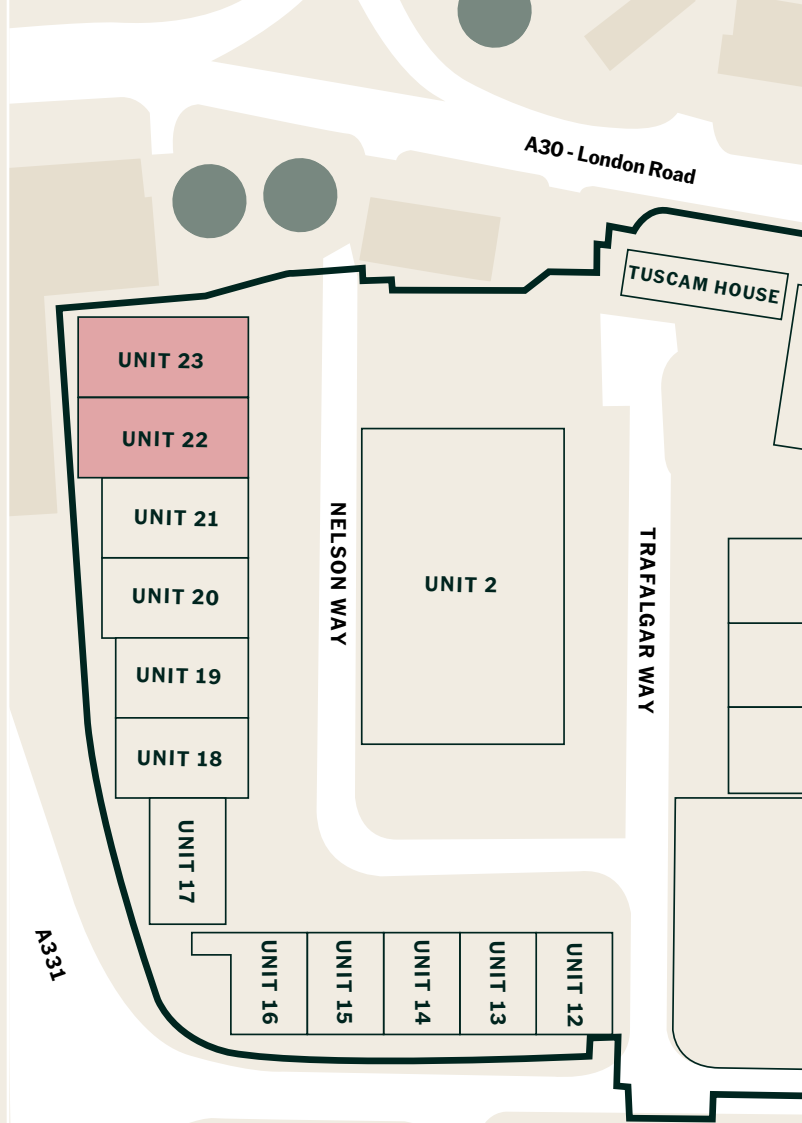 A30 - London Road
TUSCAM HOUSE
UNIT 23
UNIT 22
UNIT 21
UNIT 20
UNIT 19
UNIT 18
UNIT 17
NELSON WAY
UNIT 2
TRAFALGAR WAY
A331
UNIT 16
UNIT 15
UNIT 14
UNIT 13
UNIT 12